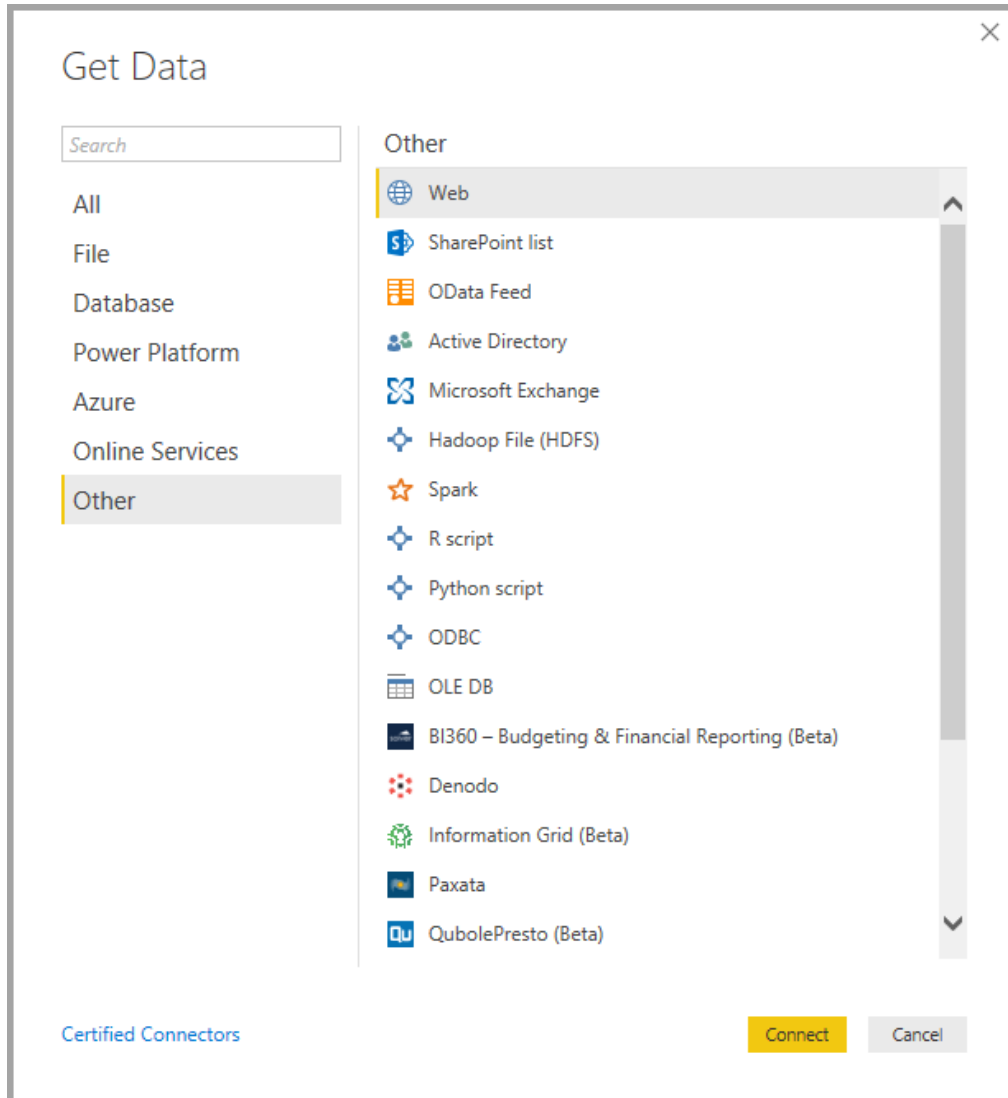 Get Data
Search
All
File
Database
Power Platform
Azure
Online Services
Other
Other
Web
SharePoint list
OData Feed
Active Directory
Microsoft Exchange
Hadoop File (HDFS)
Spark
R script
Python script
ODBC
OLE DB
BI360 – Budgeting & Financial Reporting (Beta)
Denodo
Information Grid (Beta)
Paxata
QubolePresto (Beta)
Certified Connectors
Connect
Cancel